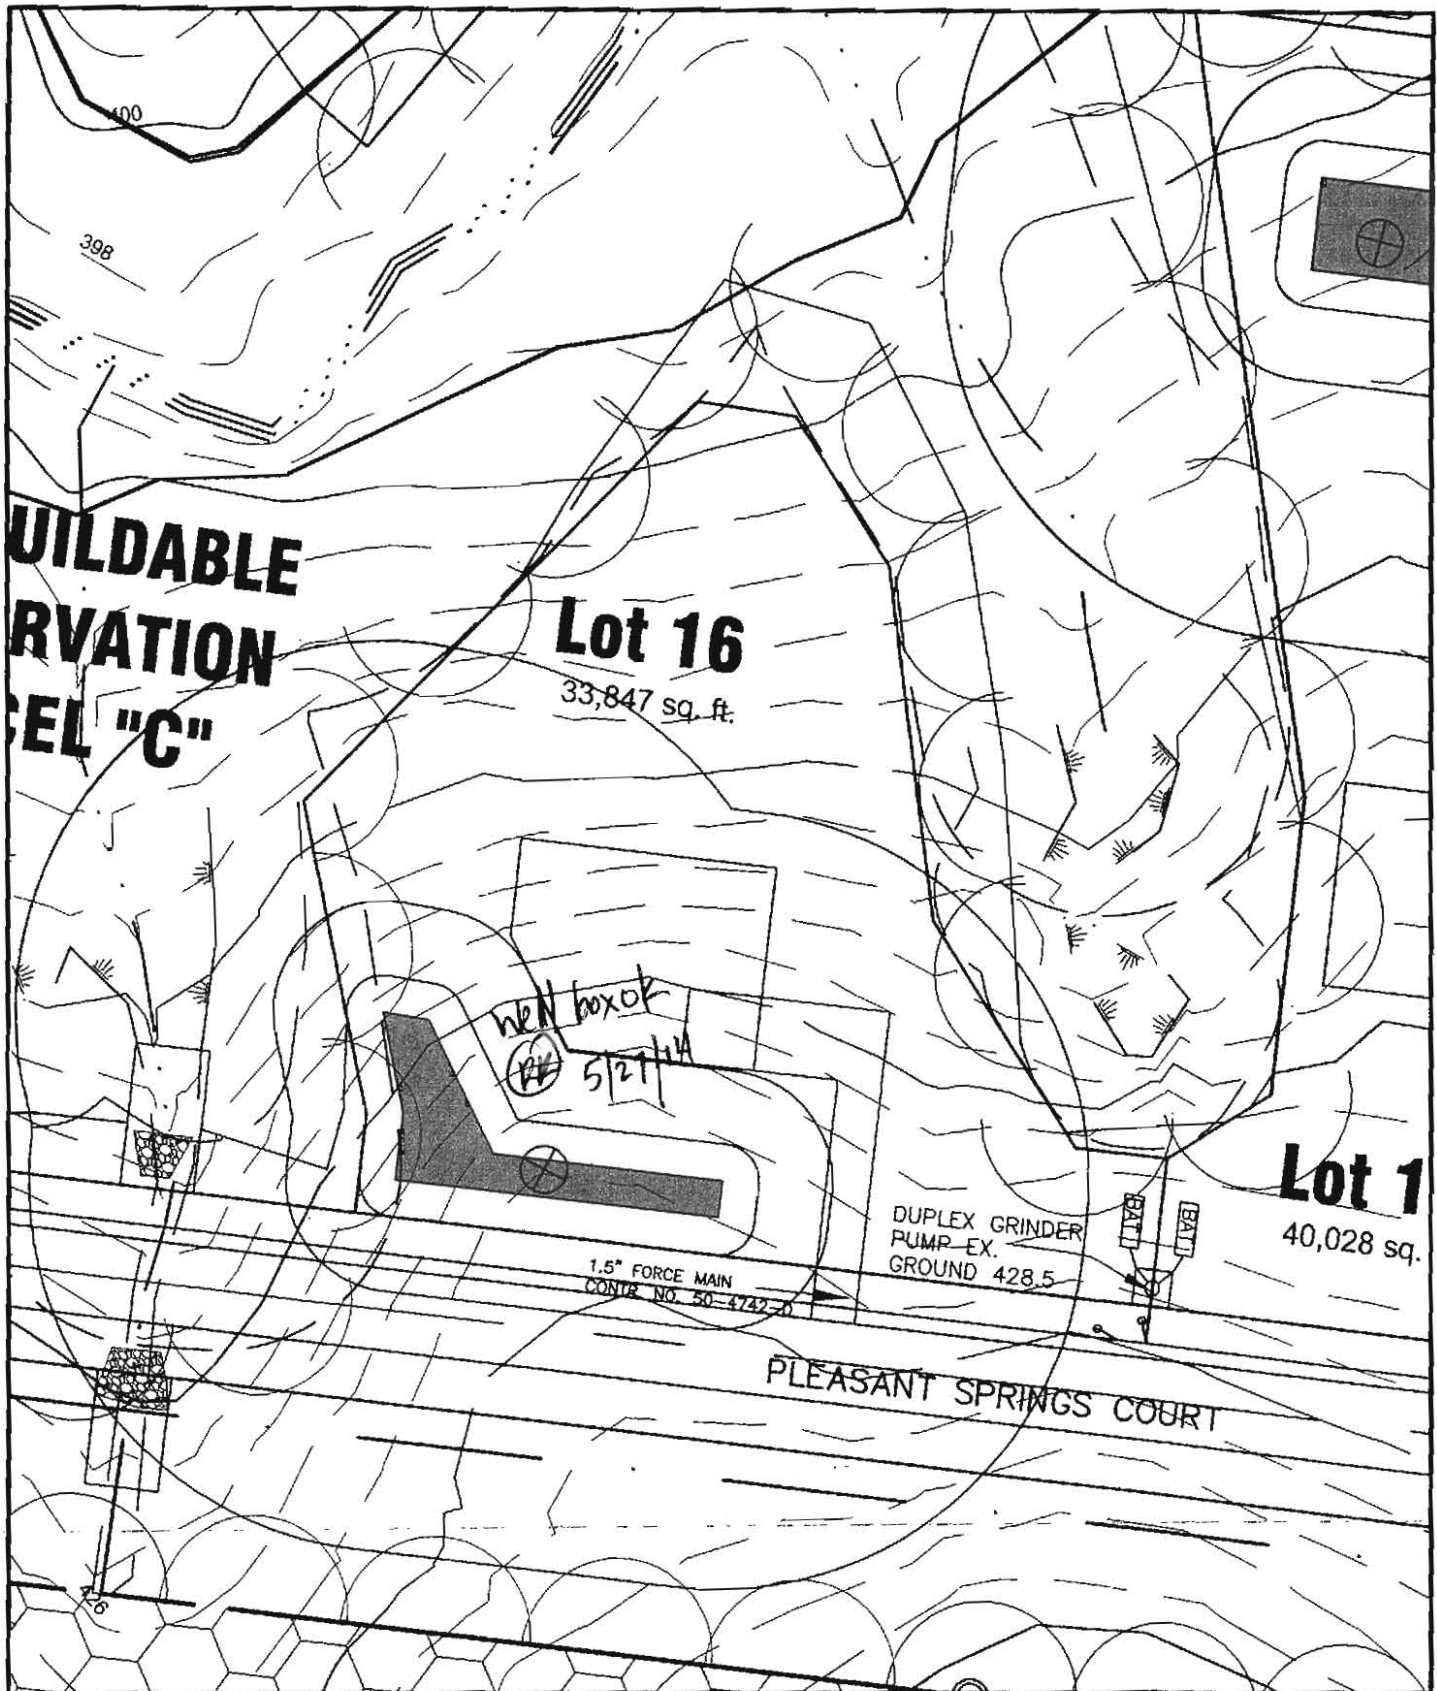 400
398
UILDABLE
RVATION
CEL "C"
Lot 16
33,847 sq. ft.
well box ok
5/27/14
Lot 1
40,028 sq.
BAT
BAT
DUPLEX GRINDER
PUMP EX.
GROUND 428.5
1.5" FORCE MAIN
CONTR. NO. 50-4742-D
PLEASANT SPRINGS COURT
426